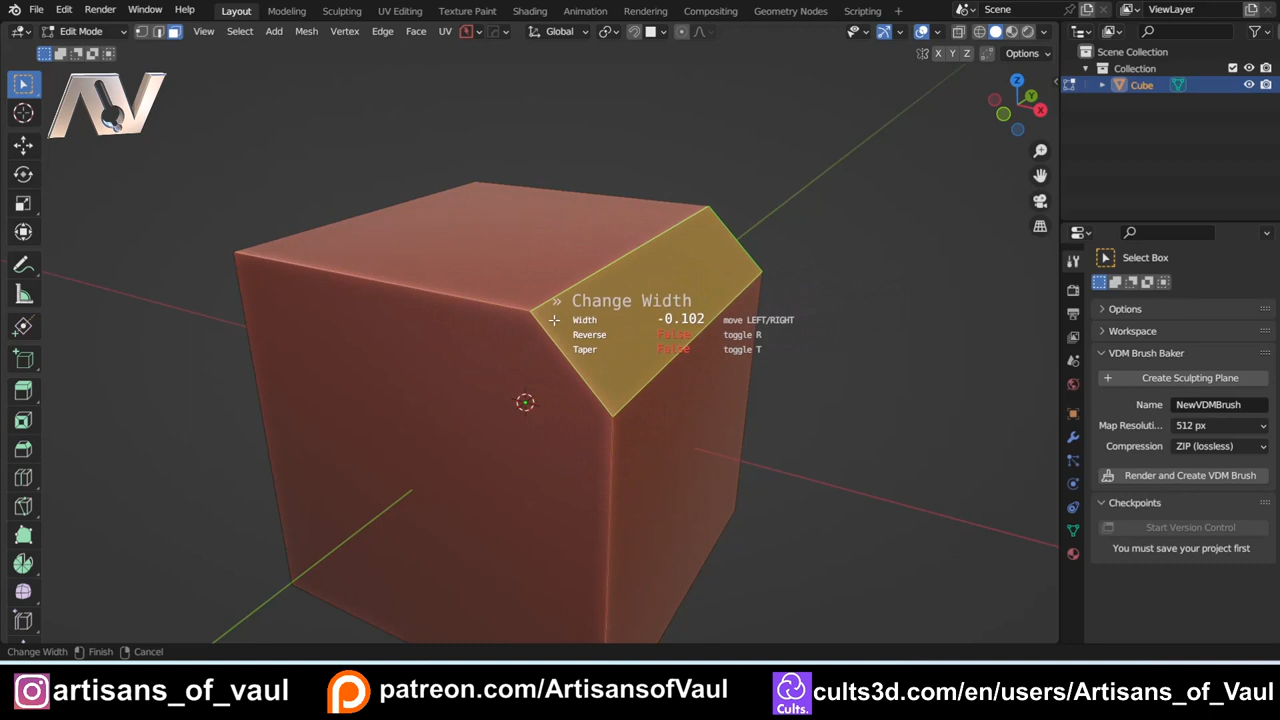 File Edit Render Window Help Layout Modeling Sculpting UV Editing Texture Paint Shading Animation Rendering Compositing Geometry Nodes Scripting + Scene ViewLayer
Edit Mode View Select Add Mesh Vertex Edge Face UV Global
X Y Z Options
Scene Collection
Collection
Cube
AV
Z
Y
X
» Change Width
Width -0.102 move LEFT/RIGHT
Reverse False toggle R
Taper False toggle T
Select Box
Options
Workspace
VDM Brush Baker
+ Create Sculpting Plane
Name NewVDMBrush
Map Resoluti... 512 px
Compression ZIP (lossless)
Render and Create VDM Brush
Checkpoints
Start Version Control
You must save your project first
Change Width Finish Cancel
artisans_of_vaul patreon.com/ArtisansofVaul Cults. cults3d.com/en/users/Artisans_of_Vaul